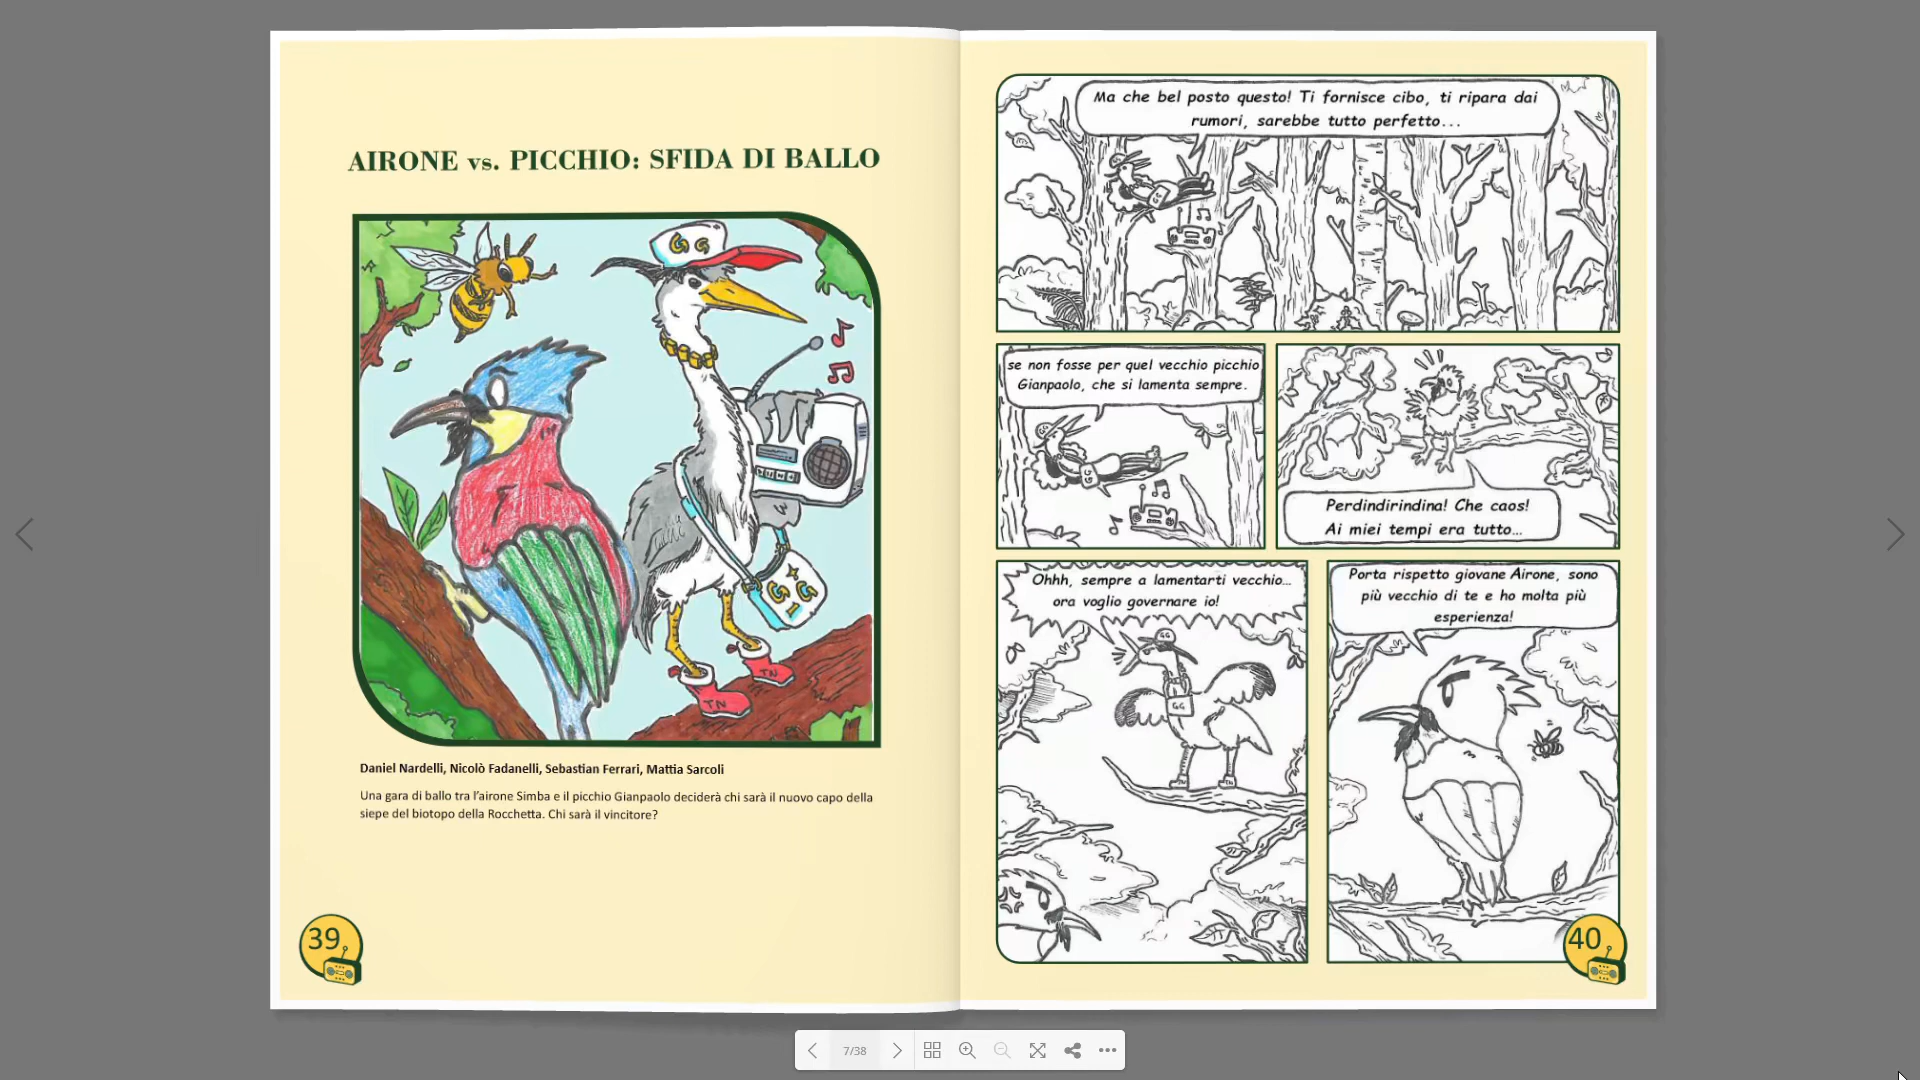 AIRONE vs. PICCHIO: SFIDA DI BALLO
G G
TN
TN
Daniel Nardelli, Nicolò Fadanelli, Sebastian Ferrari, Mattia Sarcoli
Una gara di ballo tra l'airone Simba e il picchio Gianpaolo deciderà chi sarà il nuovo capo della
siepe del biotopo della Rocchetta. Chi sarà il vincitore?
39
Ma che bel posto questo! Ti fornisce cibo, ti ripara dai
rumori, sarebbe tutto perfetto...
se non fosse per quel vecchio picchio
Gianpaolo, che si lamenta sempre.
Perdindirindina! Che caos!
Ai miei tempi era tutto...
Ohhh, sempre a lamentarti vecchio...
ora voglio governare io!
GG
GG
Porta rispetto giovane Airone, sono
più vecchio di te e ho molta più
esperienza!
40
7/38